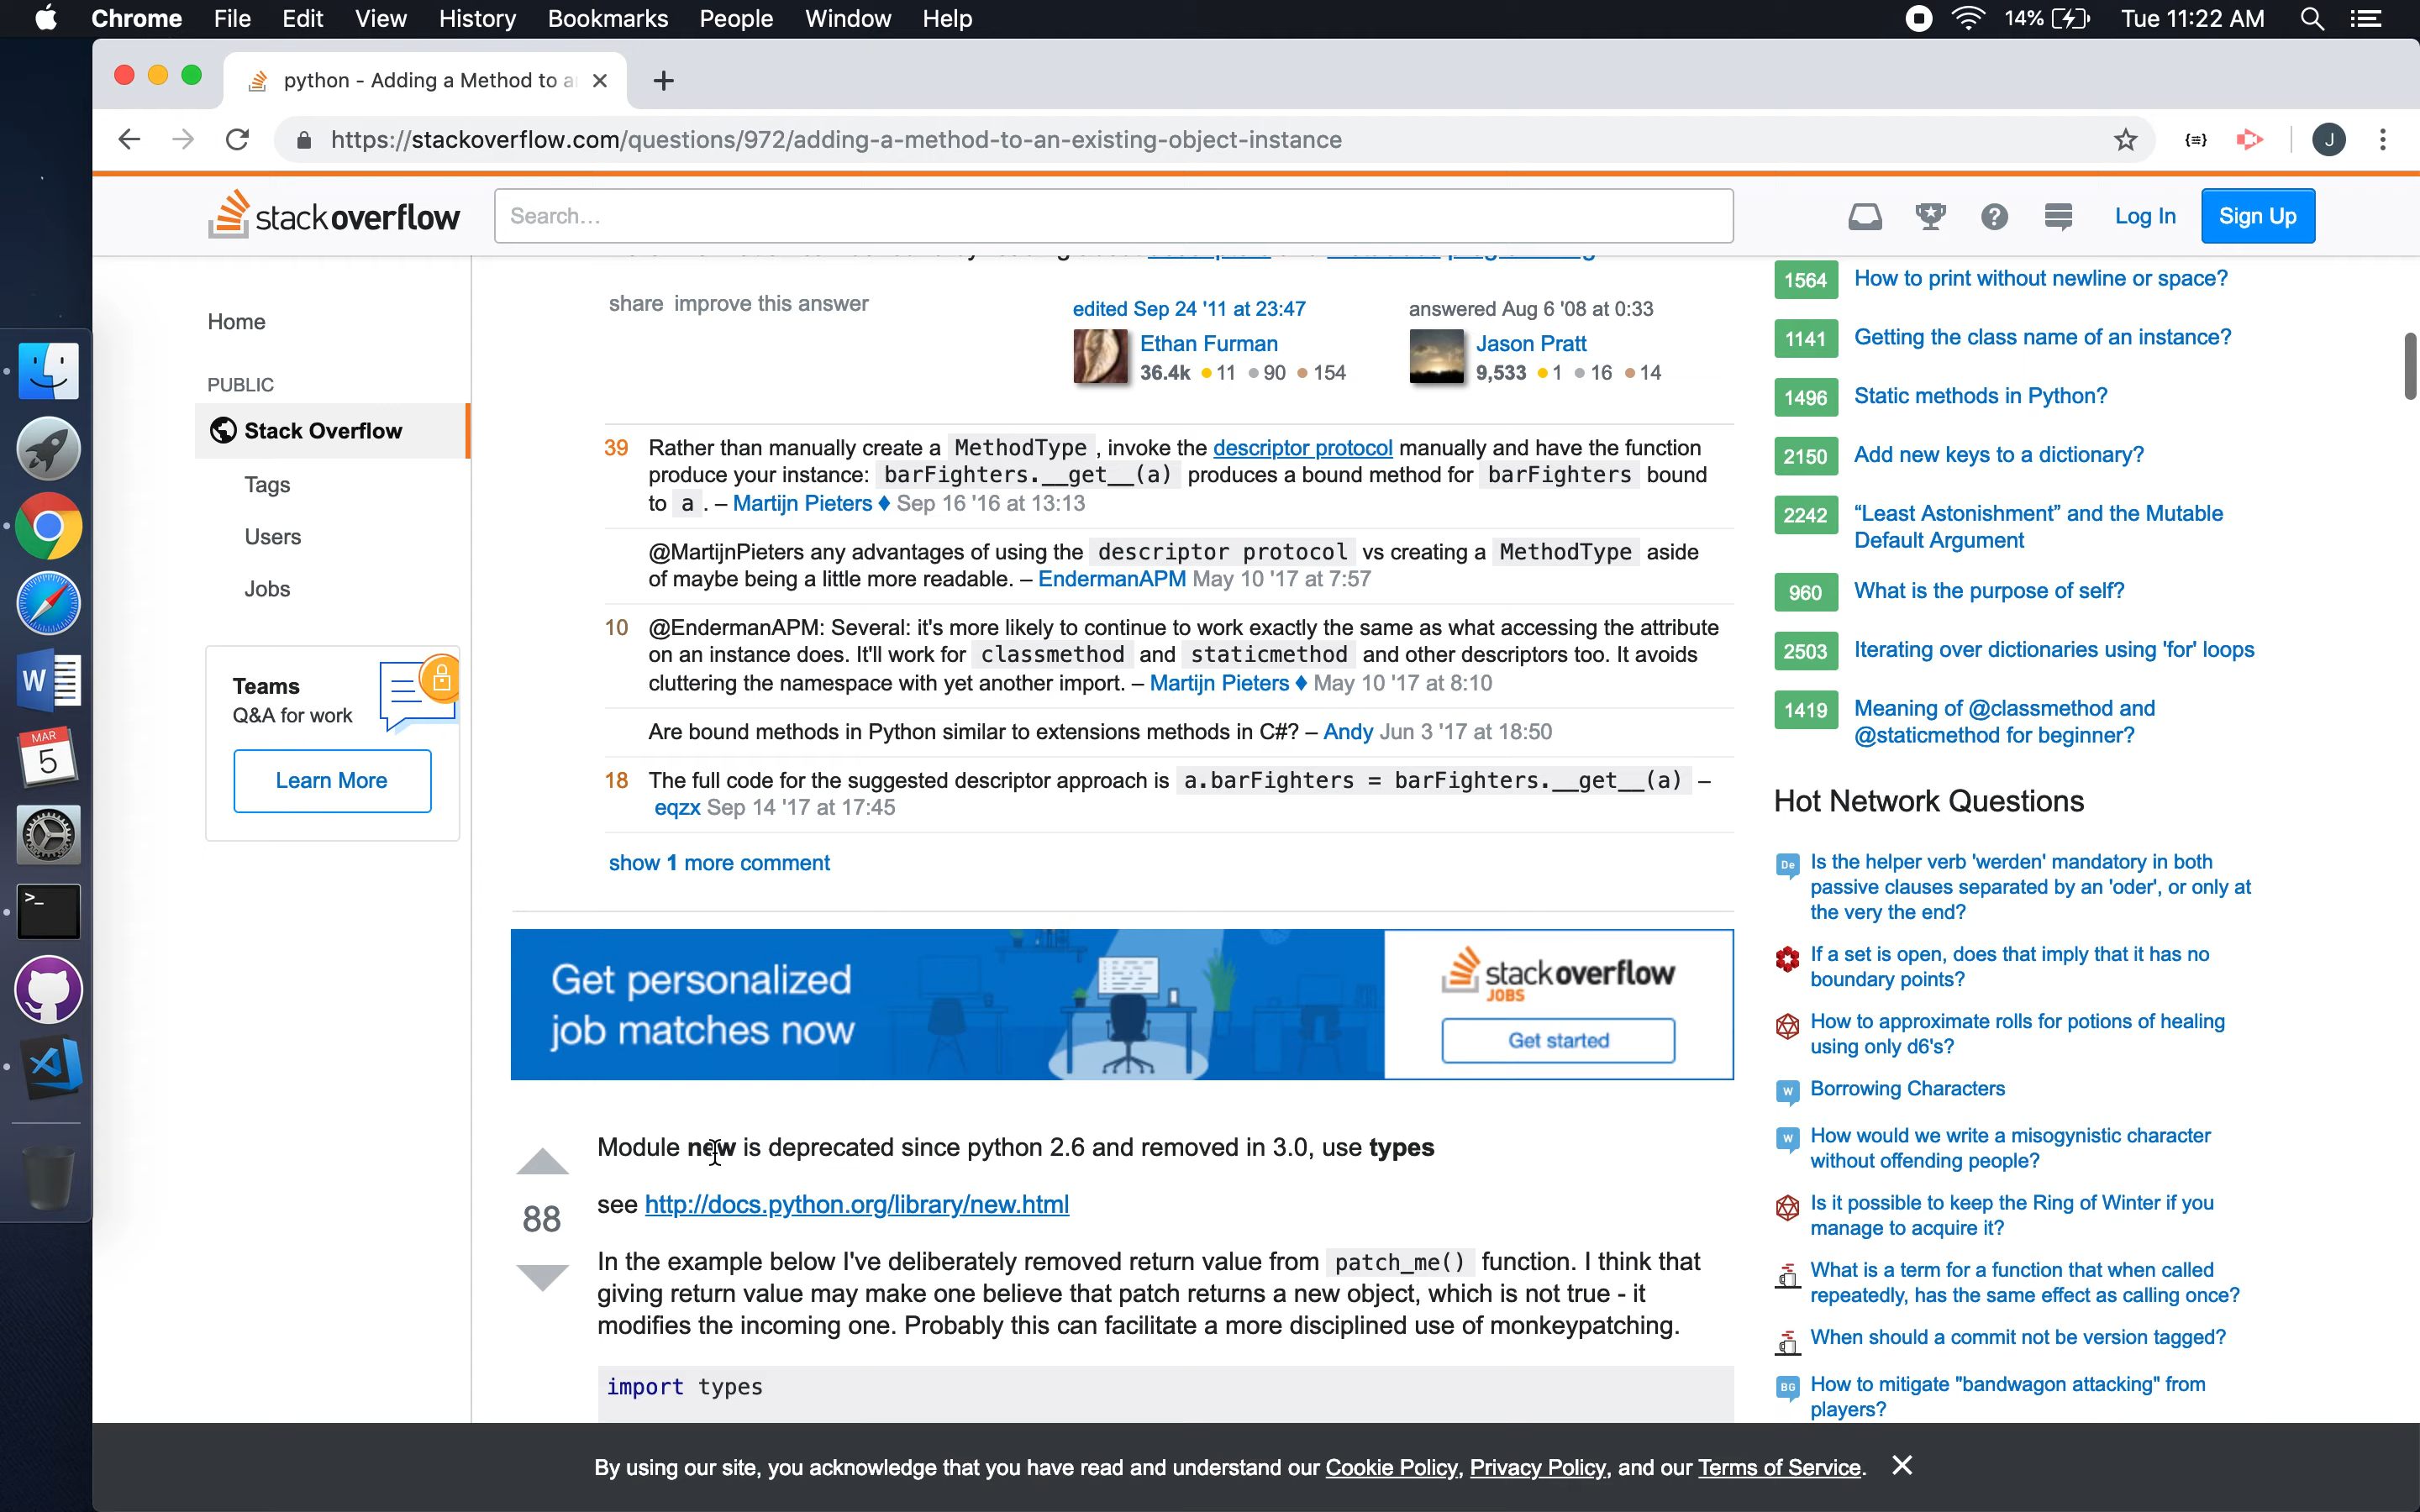 Chrome File Edit View History Bookmarks People Window Help 14% Tue 11:22 AM
python - Adding a Method to a
https://stackoverflow.com/questions/972/adding-a-method-to-an-existing-object-instance J
stackoverflow Search... Log In Sign Up
Home
PUBLIC
Stack Overflow
Tags
Users
Jobs
Teams
Q&A for work
Learn More
share improve this answer
edited Sep 24 '11 at 23:47
Ethan Furman
36.4k 11 90 154
answered Aug 6 '08 at 0:33
Jason Pratt
9,533 1 16 14
39 Rather than manually create a MethodType, invoke the descriptor protocol manually and have the function
produce your instance: barFighters.__get__(a) produces a bound method for barFighters bound
to a. – Martijn Pieters ♦ Sep 16 '16 at 13:13
@MartijnPieters any advantages of using the descriptor protocol vs creating a MethodType aside
of maybe being a little more readable. – EndermanAPM May 10 '17 at 7:57
10 @EndermanAPM: Several: it's more likely to continue to work exactly the same as what accessing the attribute
on an instance does. It'll work for classmethod and staticmethod and other descriptors too. It avoids
cluttering the namespace with yet another import. – Martijn Pieters ♦ May 10 '17 at 8:10
Are bound methods in Python similar to extensions methods in C#? – Andy Jun 3 '17 at 18:50
18 The full code for the suggested descriptor approach is a.barFighters = barFighters.__get__(a) –
eqzx Sep 14 '17 at 17:45
show 1 more comment
Get personalized
job matches now
stackoverflow
JOBS
Get started
Module new is deprecated since python 2.6 and removed in 3.0, use types
88
see http://docs.python.org/library/new.html
In the example below I've deliberately removed return value from patch_me() function. I think that
giving return value may make one believe that patch returns a new object, which is not true - it
modifies the incoming one. Probably this can facilitate a more disciplined use of monkeypatching.
import types
1564 How to print without newline or space?
1141 Getting the class name of an instance?
1496 Static methods in Python?
2150 Add new keys to a dictionary?
2242 “Least Astonishment” and the Mutable
Default Argument
960 What is the purpose of self?
2503 Iterating over dictionaries using 'for' loops
1419 Meaning of @classmethod and
@staticmethod for beginner?
Hot Network Questions
De Is the helper verb 'werden' mandatory in both
passive clauses separated by an 'oder', or only at
the very the end?
If a set is open, does that imply that it has no
boundary points?
How to approximate rolls for potions of healing
using only d6's?
W Borrowing Characters
W How would we write a misogynistic character
without offending people?
Is it possible to keep the Ring of Winter if you
manage to acquire it?
What is a term for a function that when called
repeatedly, has the same effect as calling once?
When should a commit not be version tagged?
BG How to mitigate "bandwagon attacking" from
players?
By using our site, you acknowledge that you have read and understand our Cookie Policy, Privacy Policy, and our Terms of Service.
W
MAR
5
>_